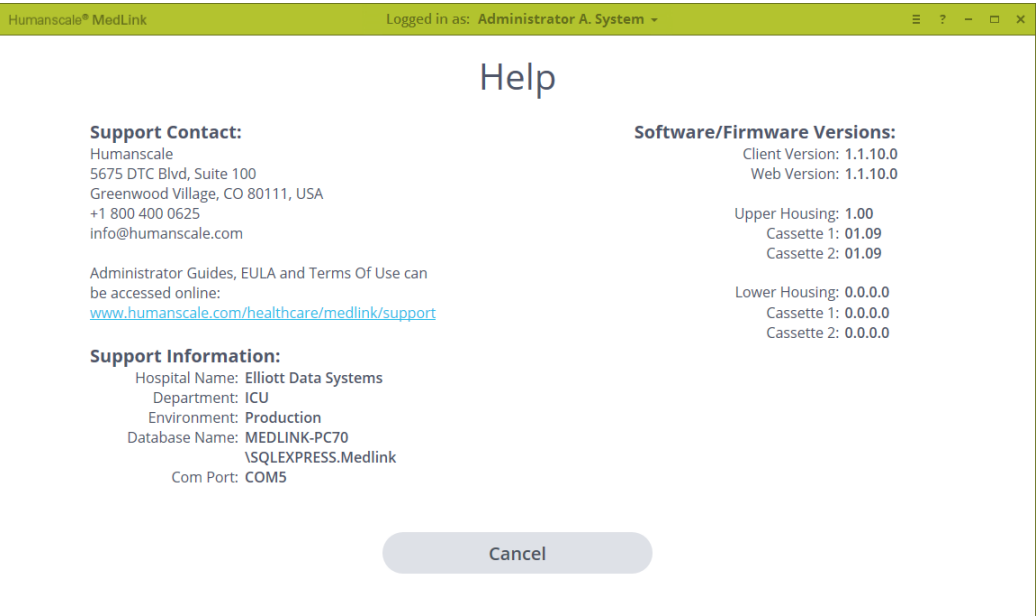 Humanscale® MedLink
Logged in as: Administrator A. System
Help
Support Contact:
Humanscale
5675 DTC Blvd, Suite 100
Greenwood Village, CO 80111, USA
+1 800 400 0625
info@humanscale.com
Administrator Guides, EULA and Terms Of Use can
be accessed online:
www.humanscale.com/healthcare/medlink/support
Support Information:
Hospital Name: Elliott Data Systems
Department: ICU
Environment: Production
Database Name: MEDLINK-PC70
\SQLEXPRESS.Medlink
Com Port: COM5
Software/Firmware Versions:
Client Version: 1.1.10.0
Web Version: 1.1.10.0
Upper Housing: 1.00
Cassette 1: 01.09
Cassette 2: 01.09
Lower Housing: 0.0.0.0
Cassette 1: 0.0.0.0
Cassette 2: 0.0.0.0
Cancel